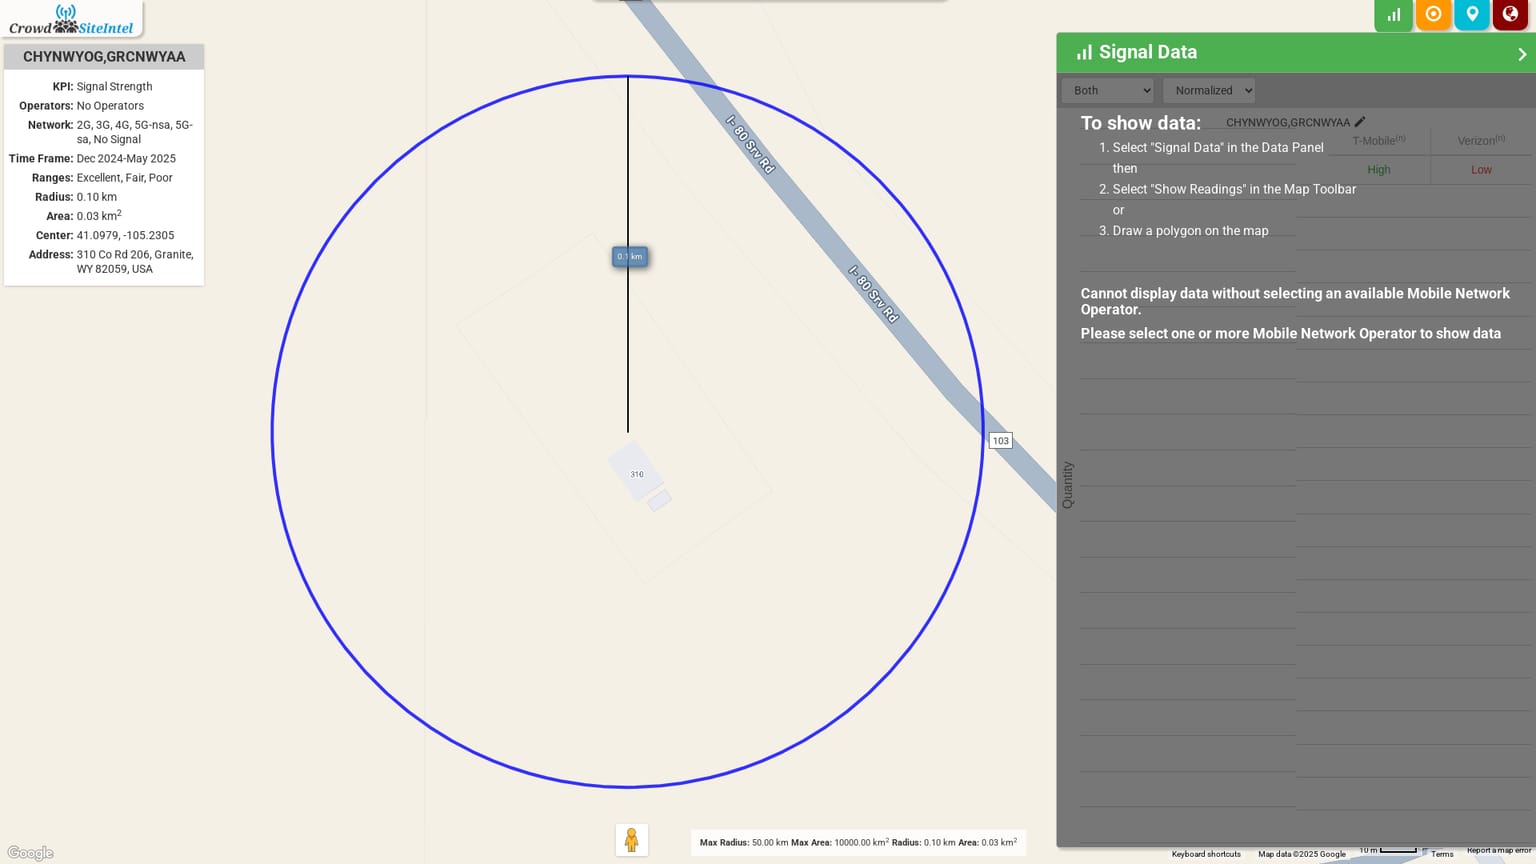 Crowd SiteIntel
CHYNWYOG,GRCNWYAA
KPI: Signal Strength
Operators: No Operators
Network: 2G, 3G, 4G, 5G-nsa, 5G-
sa, No Signal
Time Frame: Dec 2024-May 2025
Ranges: Excellent, Fair, Poor
Radius: 0.10 km
Area: 0.03 km2
Center: 41.0979, -105.2305
Address: 310 Co Rd 206, Granite,
WY 82059, USA
I- 80 Srv Rd
0.1 km
I- 80 Srv Rd
103
310
Signal Data
Both
Normalized
To show data:
CHYNWYOG,GRCNWYAA
T-Mobile(n)
Verizon(n)
High
Low
1. Select "Signal Data" in the Data Panel
then
2. Select "Show Readings" in the Map Toolbar
or
3. Draw a polygon on the map
Cannot display data without selecting an available Mobile Network
Operator.
Please select one or more Mobile Network Operator to show data
Quantity
Max Radius: 50.00 km Max Area: 10000.00 km2 Radius: 0.10 km Area: 0.03 km2
Google
Keyboard shortcuts
Map data ©2025 Google
10 m
Terms
Report a map error